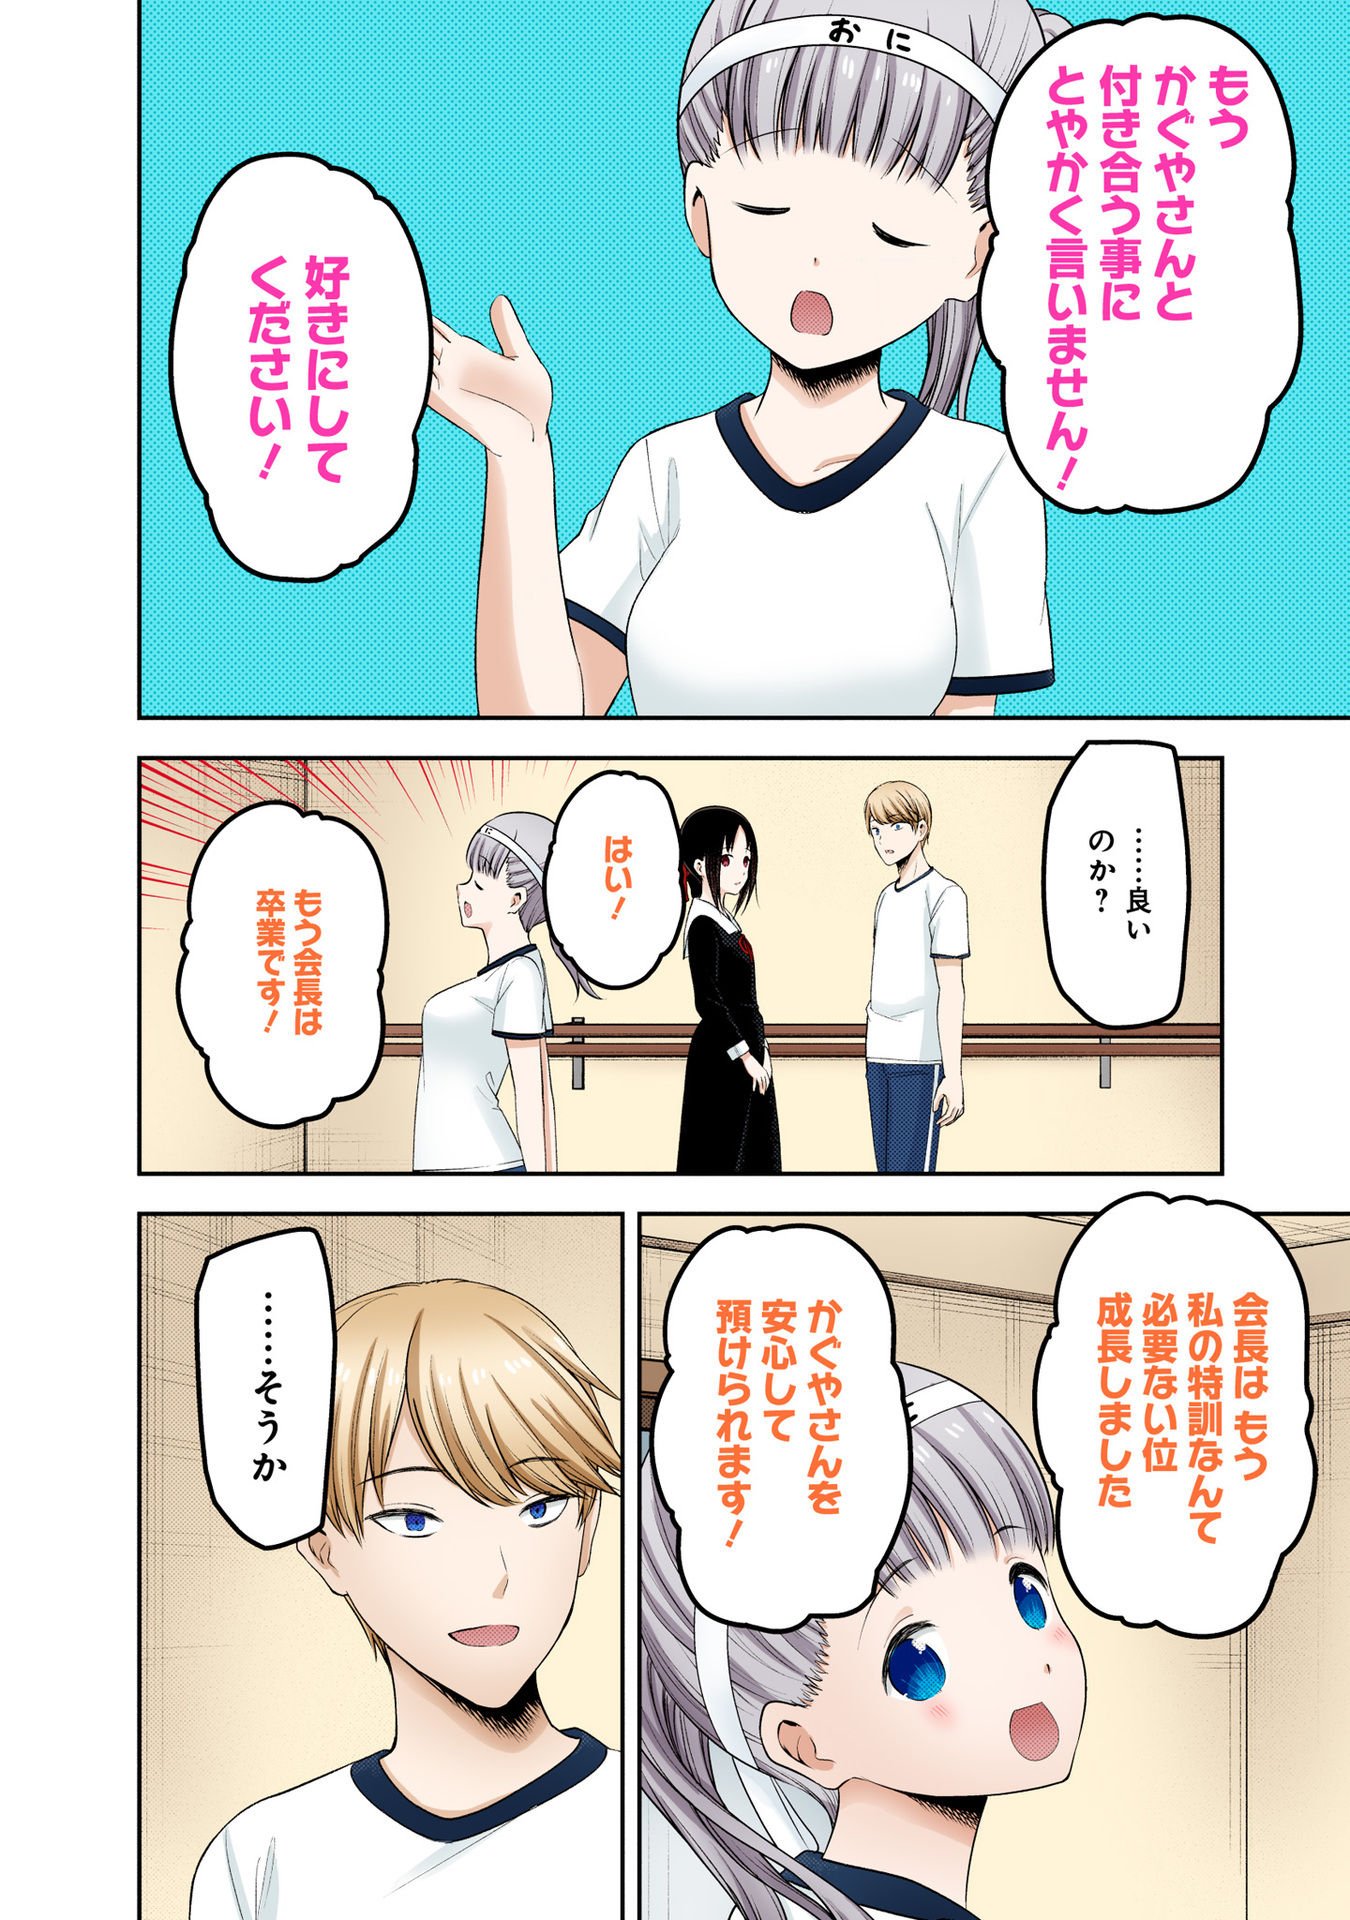 おに
もう
かぐやさんと
付き合う事に
とやかく言いません！
好きにして
ください！
……良い
のか？
はい！
に
もう会長は
卒業です！
会長は もう
私の特訓なんて
必要ない位
成長しました
かぐやさんを
安心して
預けられます！
……そうか